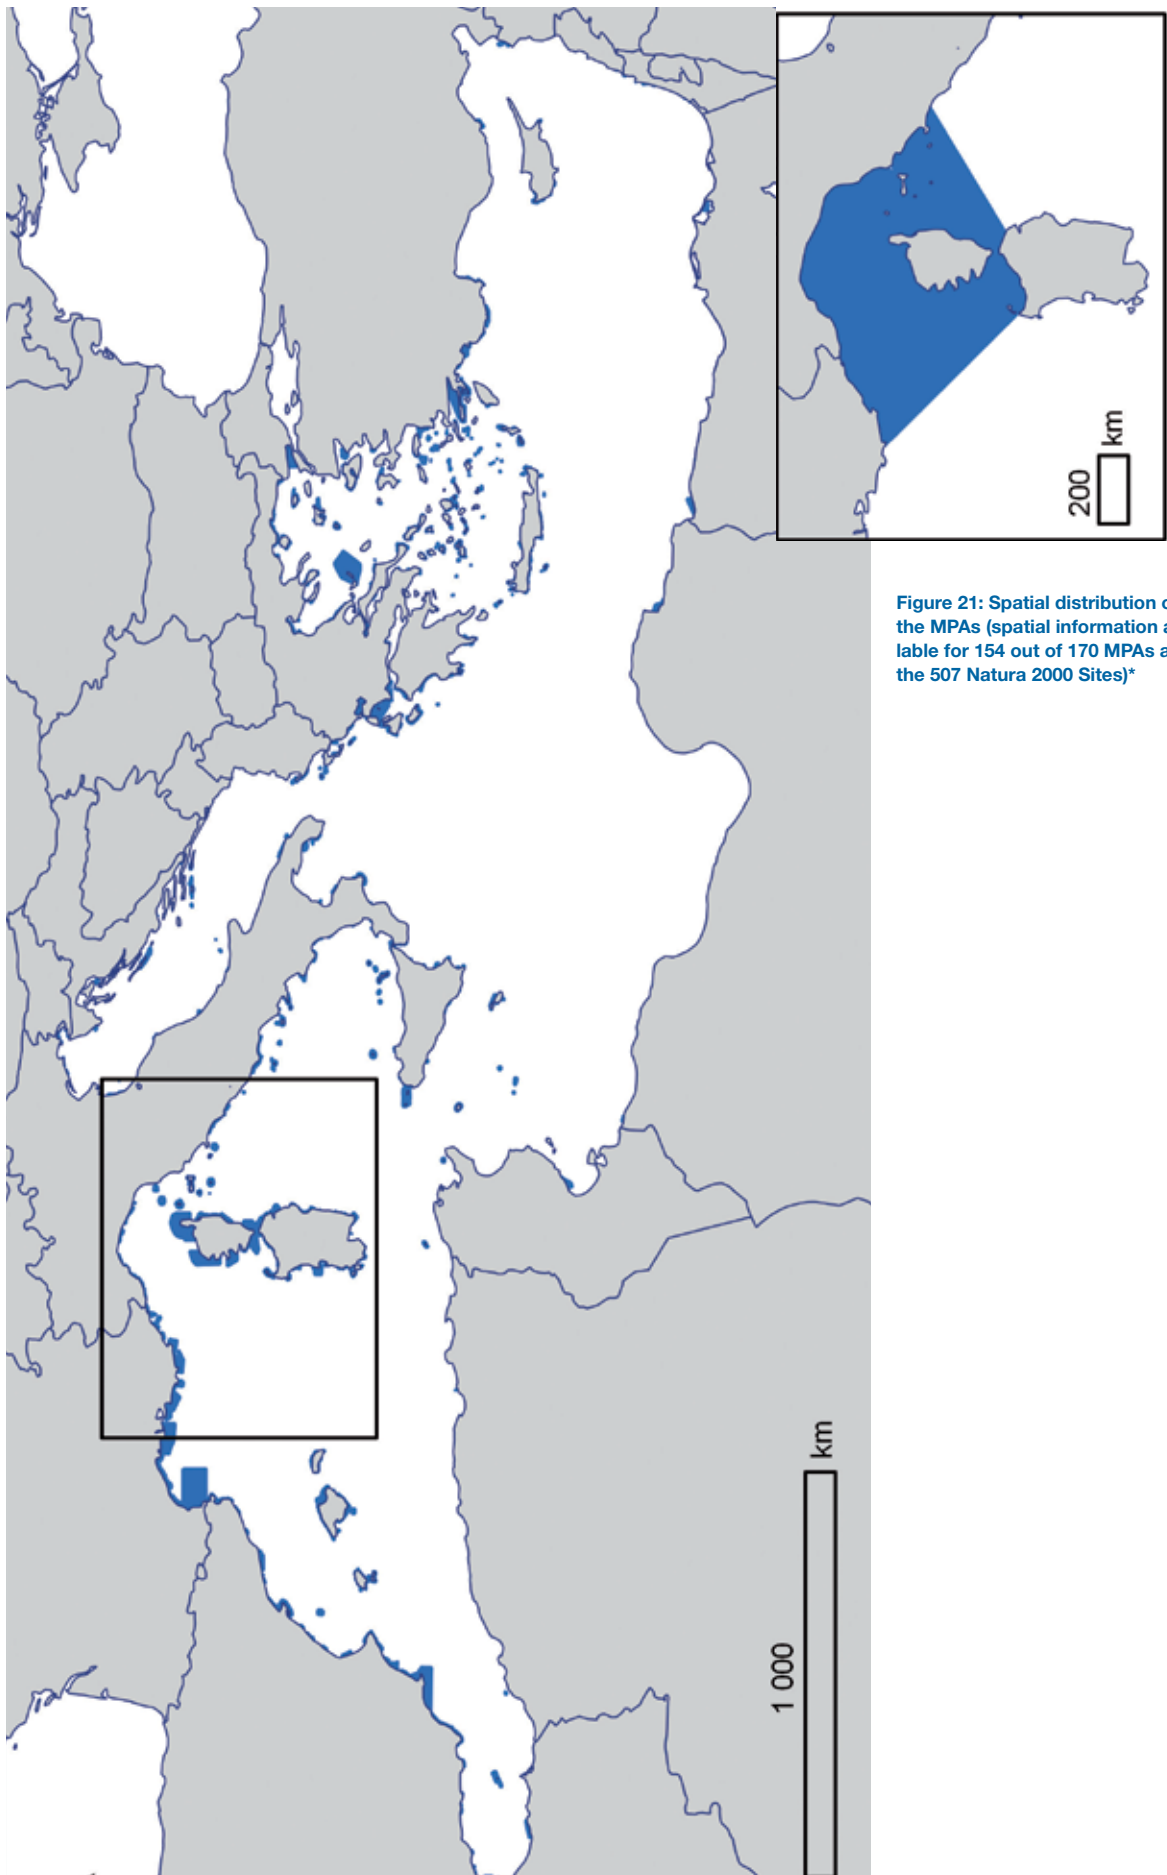 200
km
Figure 21: Spatial distribution
the MPAs (spatial information
lable for 154 out of 170 MPAs
the 507 Natura 2000 Sites)*
km
1 000